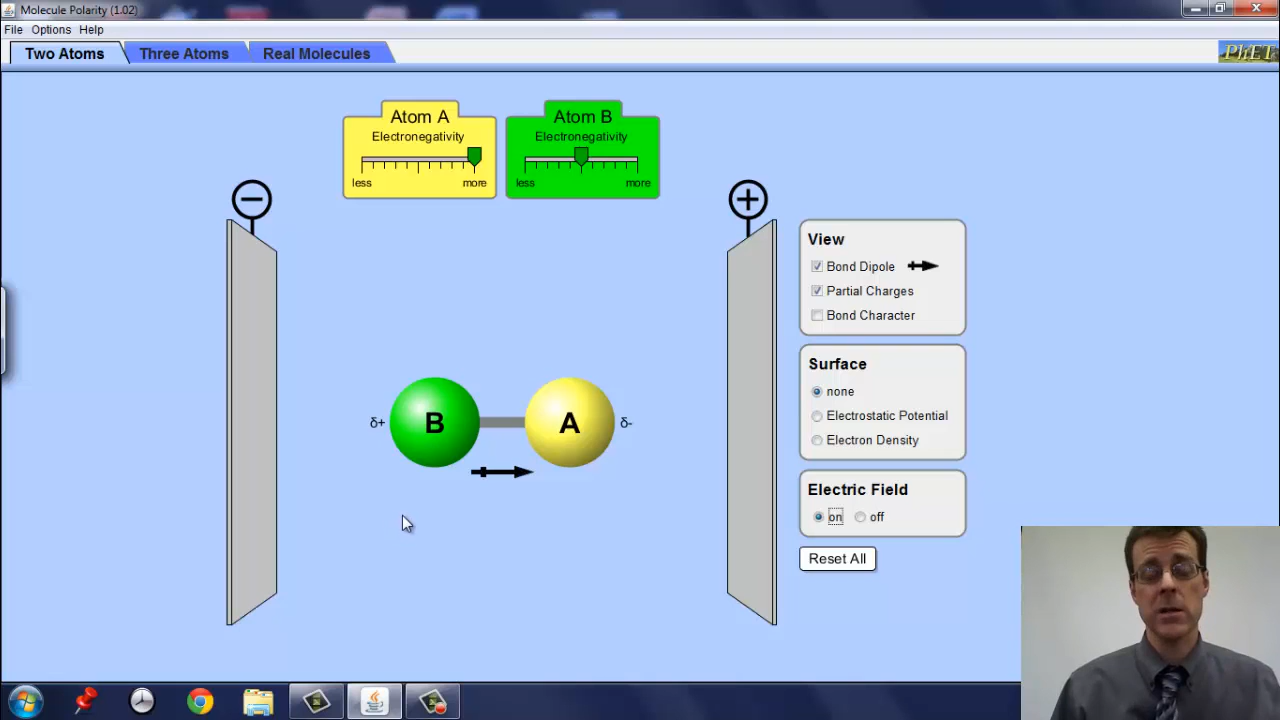 Molecule Polarity (1.02)
File Options Help
Two Atoms Three Atoms Real Molecules
PhET
Atom A
Electronegativity
less more
Atom B
Electronegativity
less more
−
+
View
Bond Dipole
Partial Charges
Bond Character
Surface
none
Electrostatic Potential
Electron Density
Electric Field
on off
Reset All
δ+ B A δ-